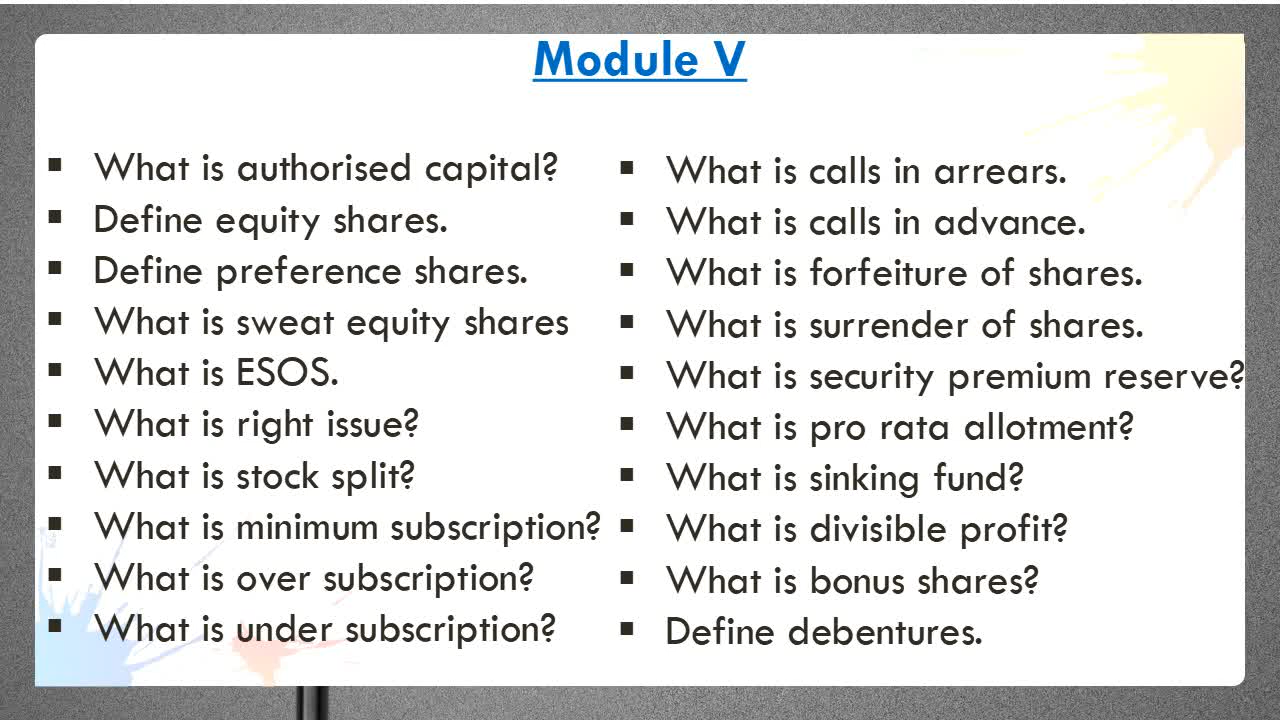 Module V
▪ What is authorised capital?
▪ Define equity shares.
▪ Define preference shares.
▪ What is sweat equity shares
▪ What is ESOS.
▪ What is right issue?
▪ What is stock split?
▪ What is minimum subscription?
▪ What is over subscription?
▪ What is under subscription?
▪ What is calls in arrears.
▪ What is calls in advance.
▪ What is forfeiture of shares.
▪ What is surrender of shares.
▪ What is security premium reserve?
▪ What is pro rata allotment?
▪ What is sinking fund?
▪ What is divisible profit?
▪ What is bonus shares?
▪ Define debentures.